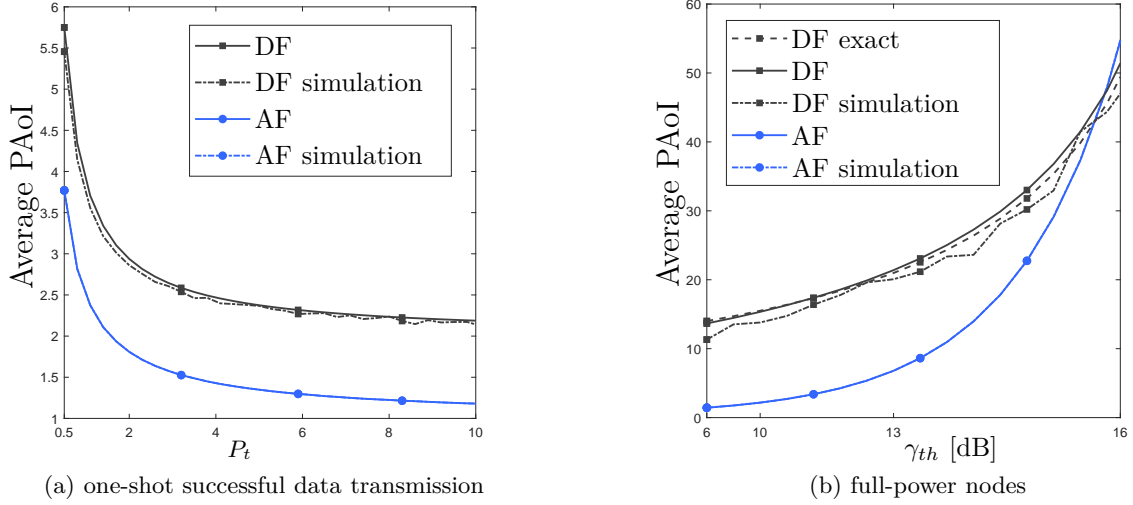 6
5.5
5
4.5
4
3.5
3
2.5
2
1.5
1
0.5
2
4
6
8
10
Average PAoI
P_t
DF
DF simulation
AF
AF simulation
(a) one-shot successful data transmission
60
50
40
30
20
10
0
6
10
13
16
Average PAoI
γ_{th} [dB]
DF exact
DF
DF simulation
AF
AF simulation
(b) full-power nodes